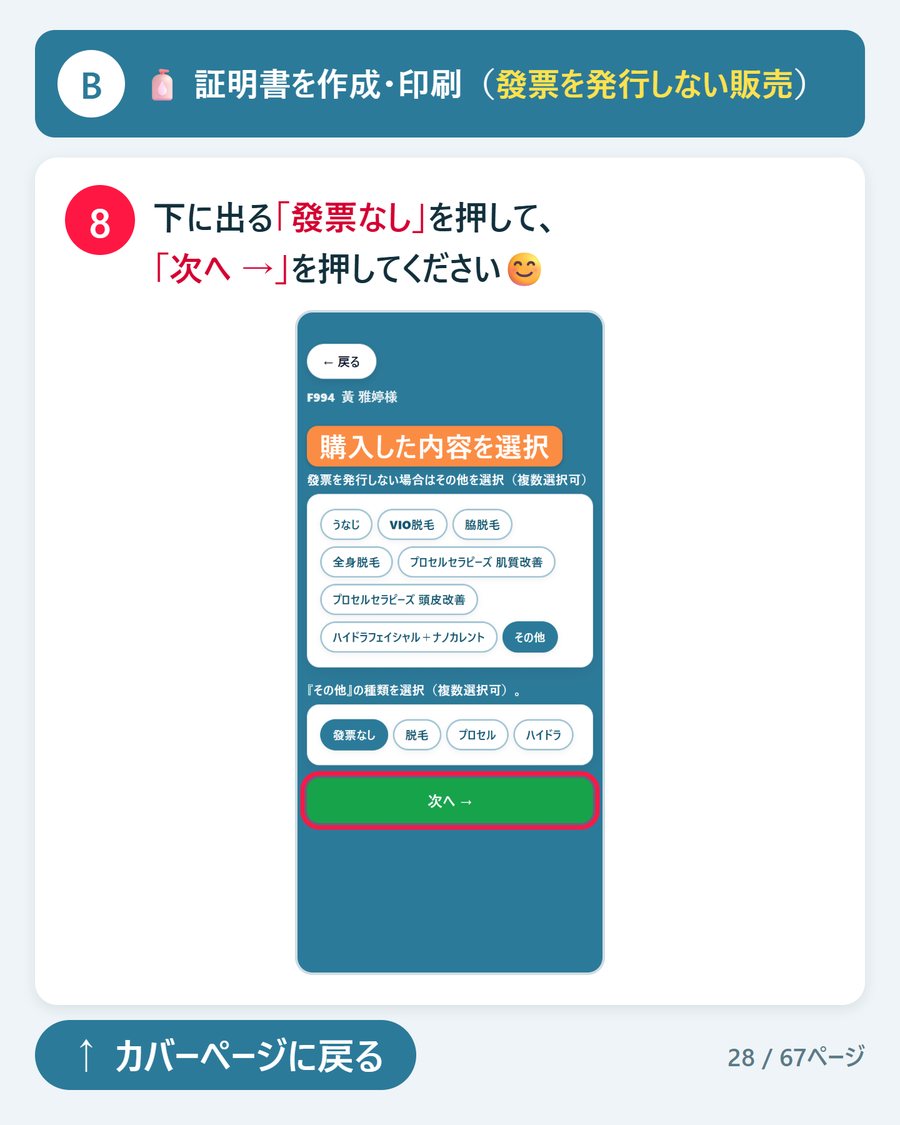 B 証明書を作成・印刷（發票を発行しない販売）
8 下に出る「發票なし」を押して、
「次へ →」を押してください😊
← 戻る
F994 黃 雅婷様
購入した内容を選択
發票を発行しない場合はその他を選択（複数選択可）
うなじ VIO脱毛 脇脱毛
全身脱毛 プロセルセラピーズ 肌質改善
プロセルセラピーズ 頭皮改善
ハイドラフェイシャル＋ナノカレント その他
『その他』の種類を選択（複数選択可）。
發票なし 脱毛 プロセル ハイドラ
次へ →
↑ カバーページに戻る
28 / 67ページ